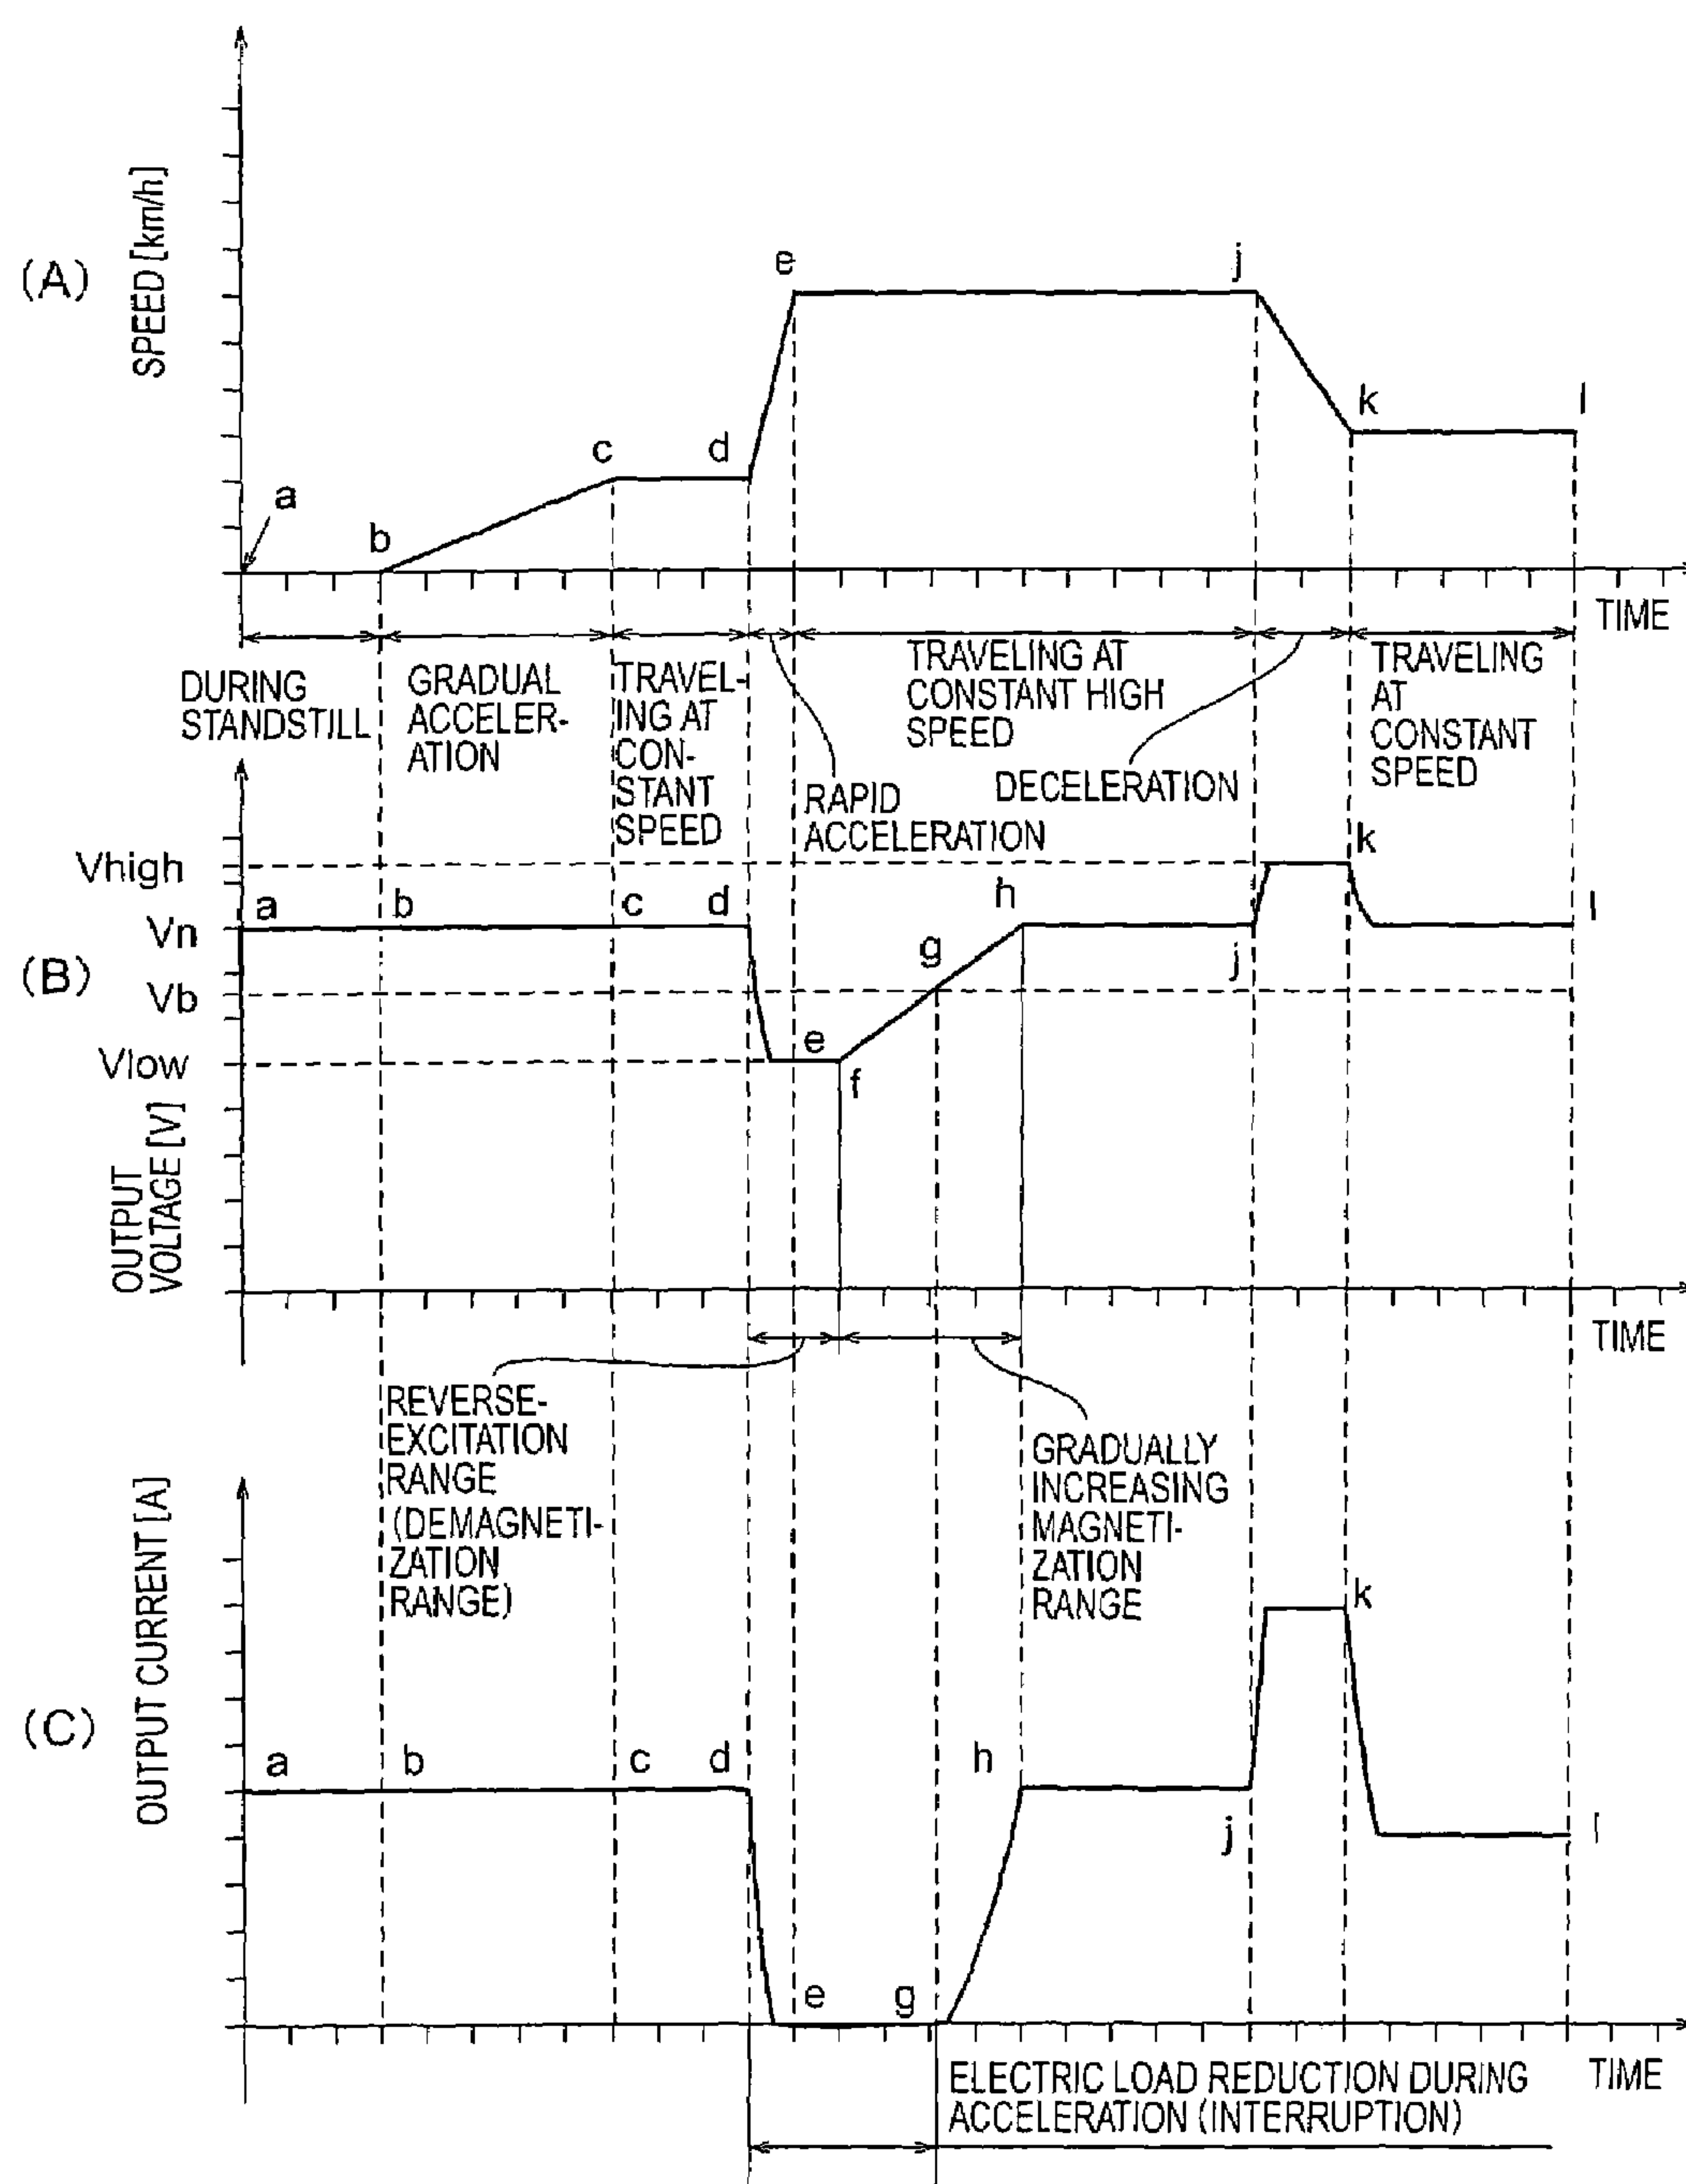 (A)
SPEED [km/h]
a
b
c
d
e
j
k
l
TIME
DURING
STANDSTILL
GRADUAL
ACCELER-
ATION
TRAVEL-
ING AT
CON-
STANT
SPEED
RAPID
ACCELERATION
TRAVELING AT
CONSTANT HIGH
SPEED
DECELERATION
TRAVELING
AT
CONSTANT
SPEED
(B)
OUTPUT
VOLTAGE [V]
Vhigh
Vn
Vb
Vlow
a
b
c
d
e
f
g
h
j
k
l
TIME
REVERSE-
EXCITATION
RANGE
(DEMAGNETI-
ZATION
RANGE)
GRADUALLY
INCREASING
MAGNETI-
ZATION
RANGE
(C)
OUTPUT CURRENT [A]
a
b
c
d
e
g
h
j
k
l
TIME
ELECTRIC LOAD REDUCTION DURING
ACCELERATION (INTERRUPTION)